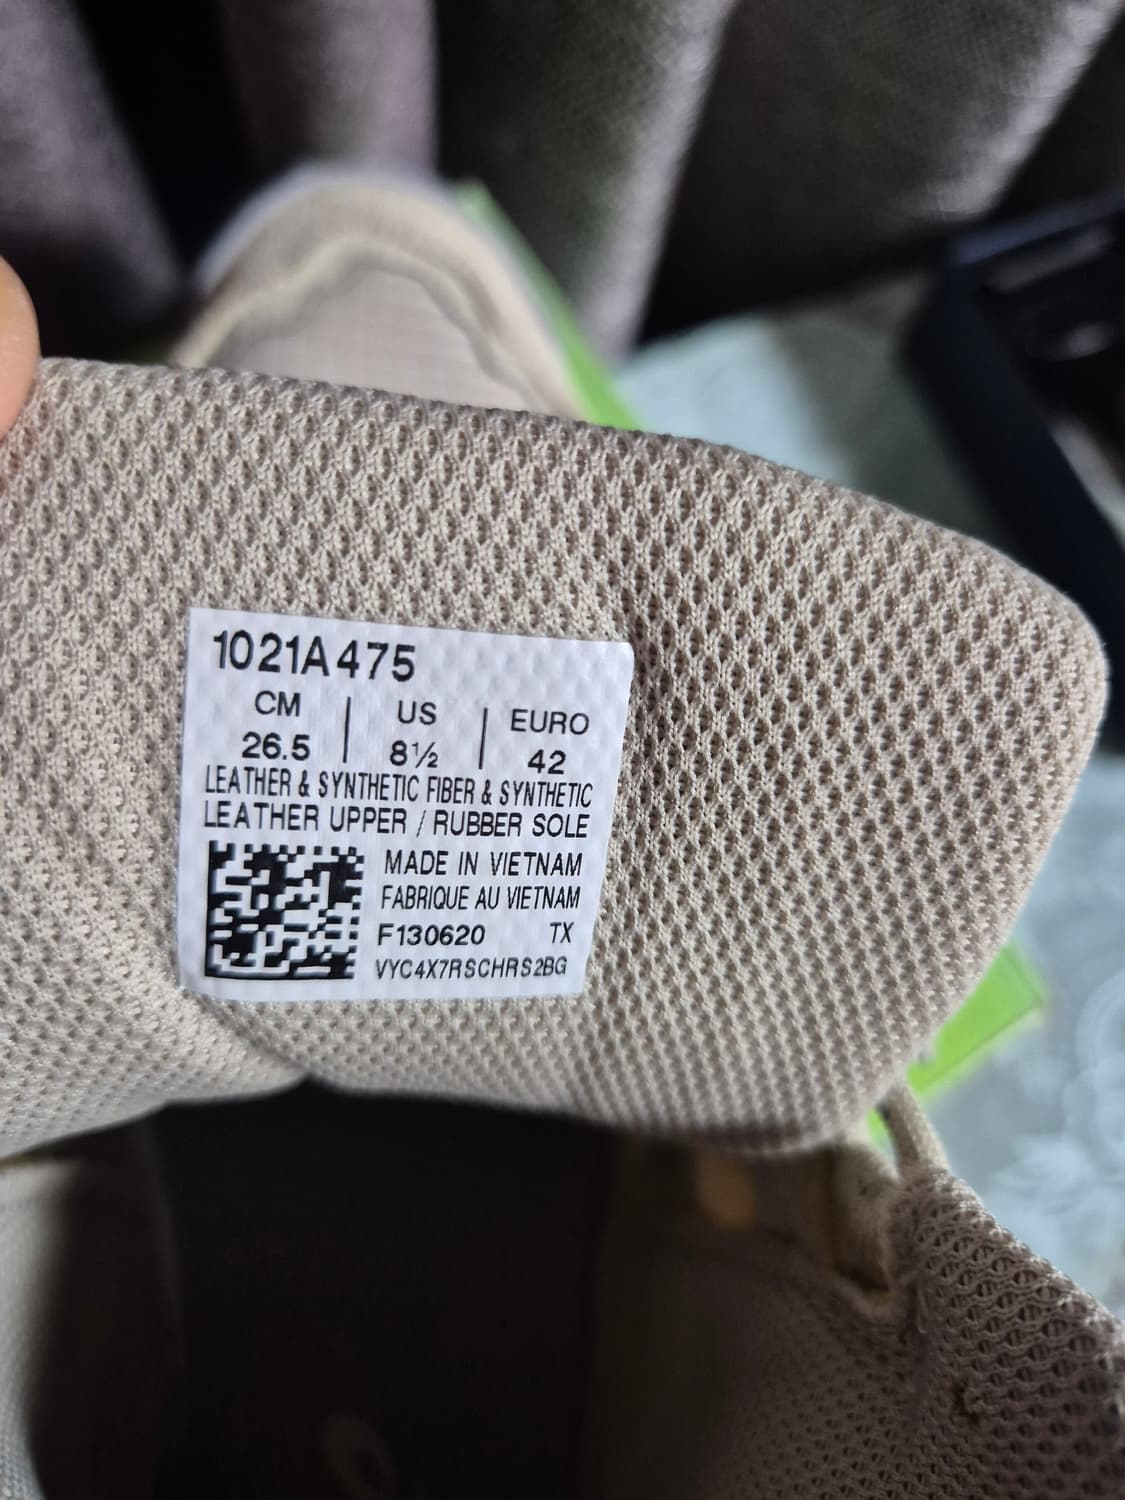 1021A475
CM | US | EURO
26.5 | 8½ | 42
LEATHER & SYNTHETIC FIBER & SYNTHETIC
LEATHER UPPER / RUBBER SOLE
MADE IN VIETNAM
FABRIQUE AU VIETNAM
F130620 TX
VYC4X7RSCHRS2BG